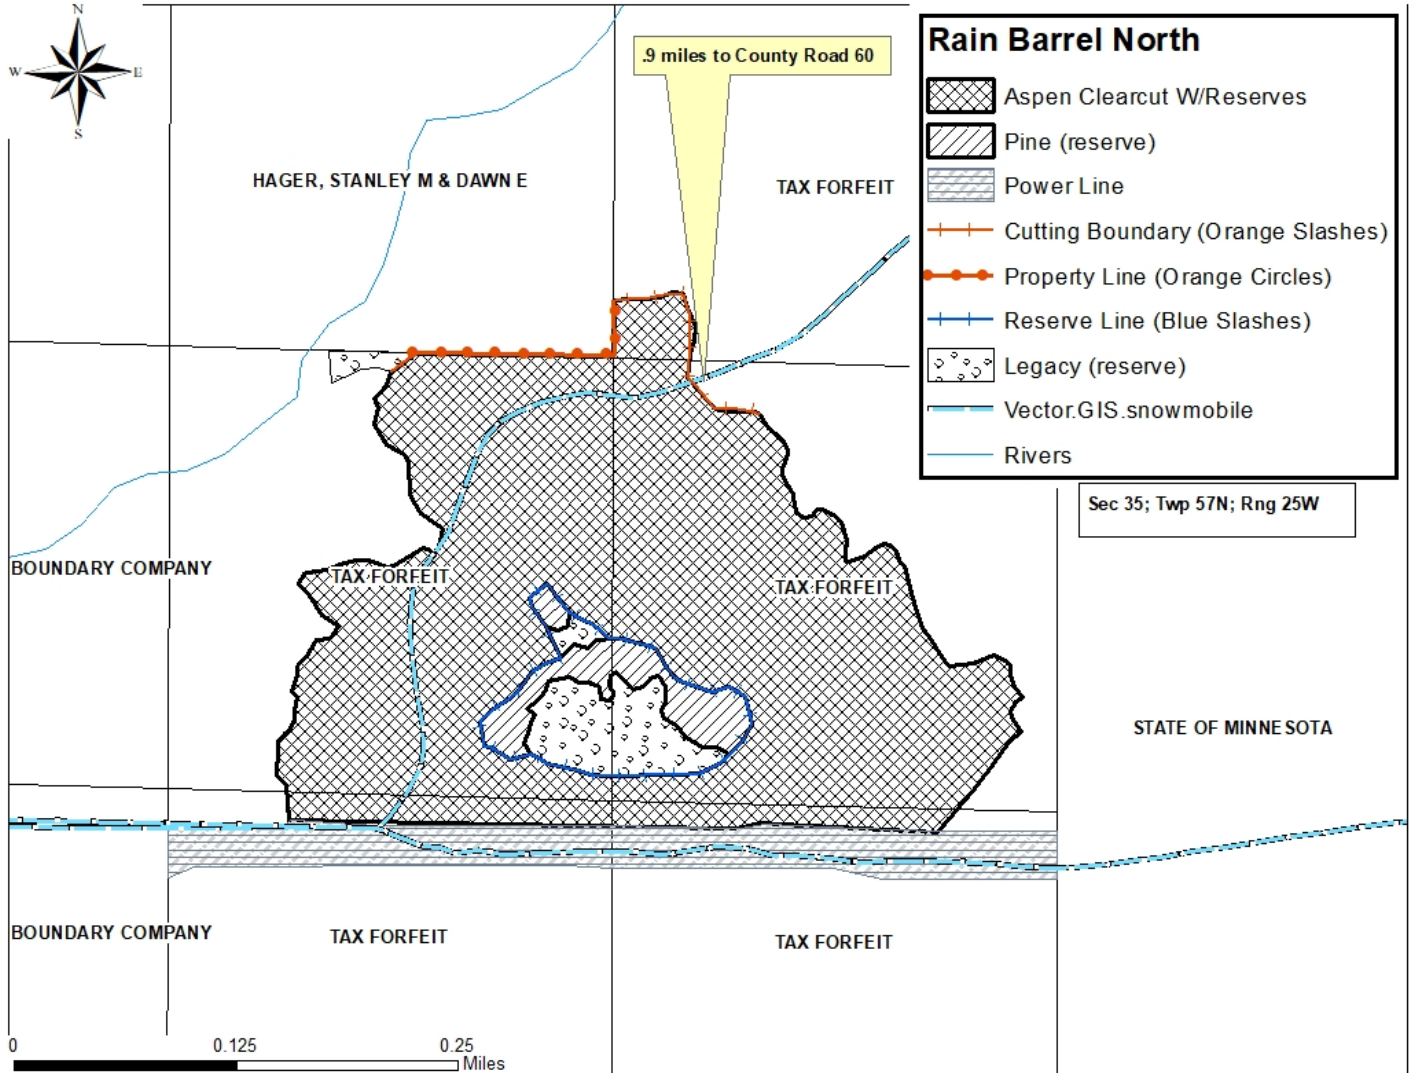 N
W E
S
.9 miles to County Road 60
Rain Barrel North
Aspen Clearcut W/Reserves
Pine (reserve)
Power Line
Cutting Boundary (Orange Slashes)
Property Line (Orange Circles)
Reserve Line (Blue Slashes)
Legacy (reserve)
Vector.GIS.snowmobile
Rivers
HAGER, STANLEY M & DAWN E
TAX FORFEIT
Sec 35; Twp 57N; Rng 25W
BOUNDARY COMPANY
TAX FORFEIT
TAX FORFEIT
STATE OF MINNESOTA
BOUNDARY COMPANY
TAX FORFEIT
TAX FORFEIT
0 0.125 0.25
Miles